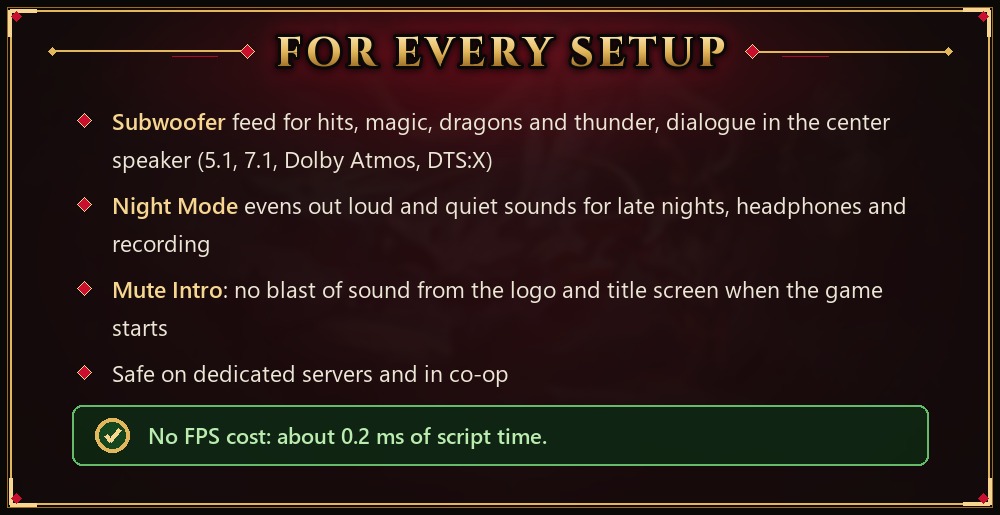 FOR EVERY SETUP
Subwoofer feed for hits, magic, dragons and thunder, dialogue in the center
speaker (5.1, 7.1, Dolby Atmos, DTS:X)
Night Mode evens out loud and quiet sounds for late nights, headphones and
recording
Mute Intro: no blast of sound from the logo and title screen when the game
starts
Safe on dedicated servers and in co-op
No FPS cost: about 0.2 ms of script time.